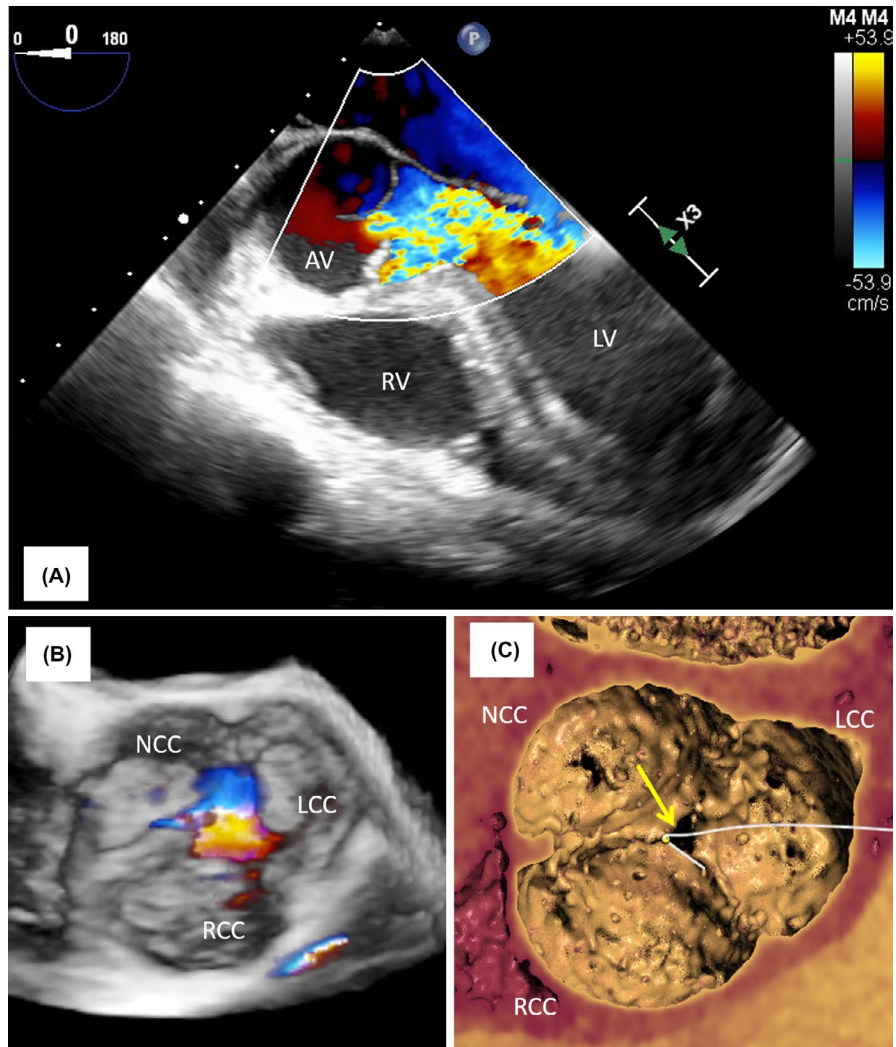 0 0 180
P
M4 M4
+53.9
-53.9
cm/s
X3
AV
RV
LV
(A)
(B)
NCC
LCC
RCC
(C)
NCC
LCC
RCC